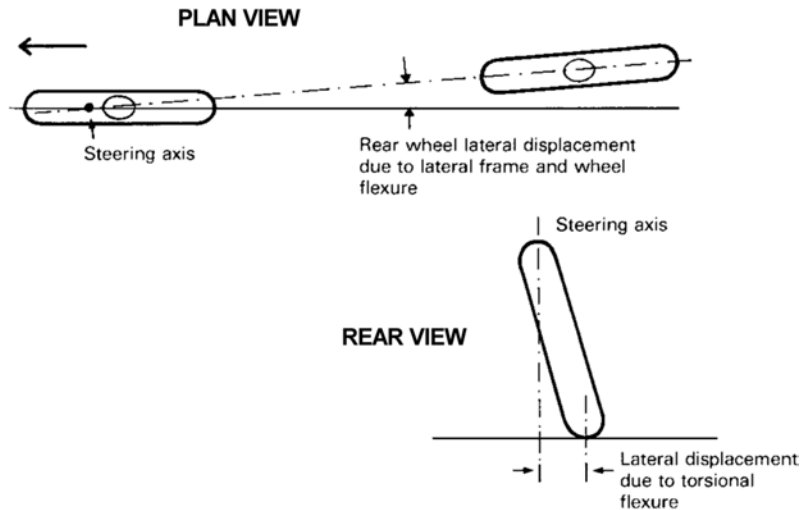 PLAN VIEW
Steering axis
Rear wheel lateral displacement
due to lateral frame and wheel
flexure
Steering axis
REAR VIEW
Lateral displacement
due to torsional
flexure